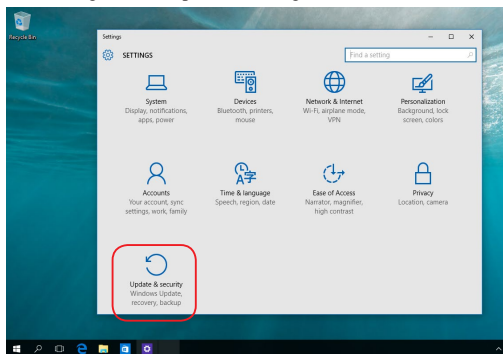 Recycle Bin
Settings
SETTINGS
Find a setting
System
Display, notifications,
apps, power
Devices
Bluetooth, printers,
mouse
Network & Internet
Wi-Fi, airplane mode,
VPN
Personalization
Background, lock
screen, colors
Accounts
Your account, sync
settings, work, family
Time & language
Speech, region, date
Ease of Access
Narrator, magnifier,
high contrast
Privacy
Location, camera
Update & security
Windows Update,
recovery, backup